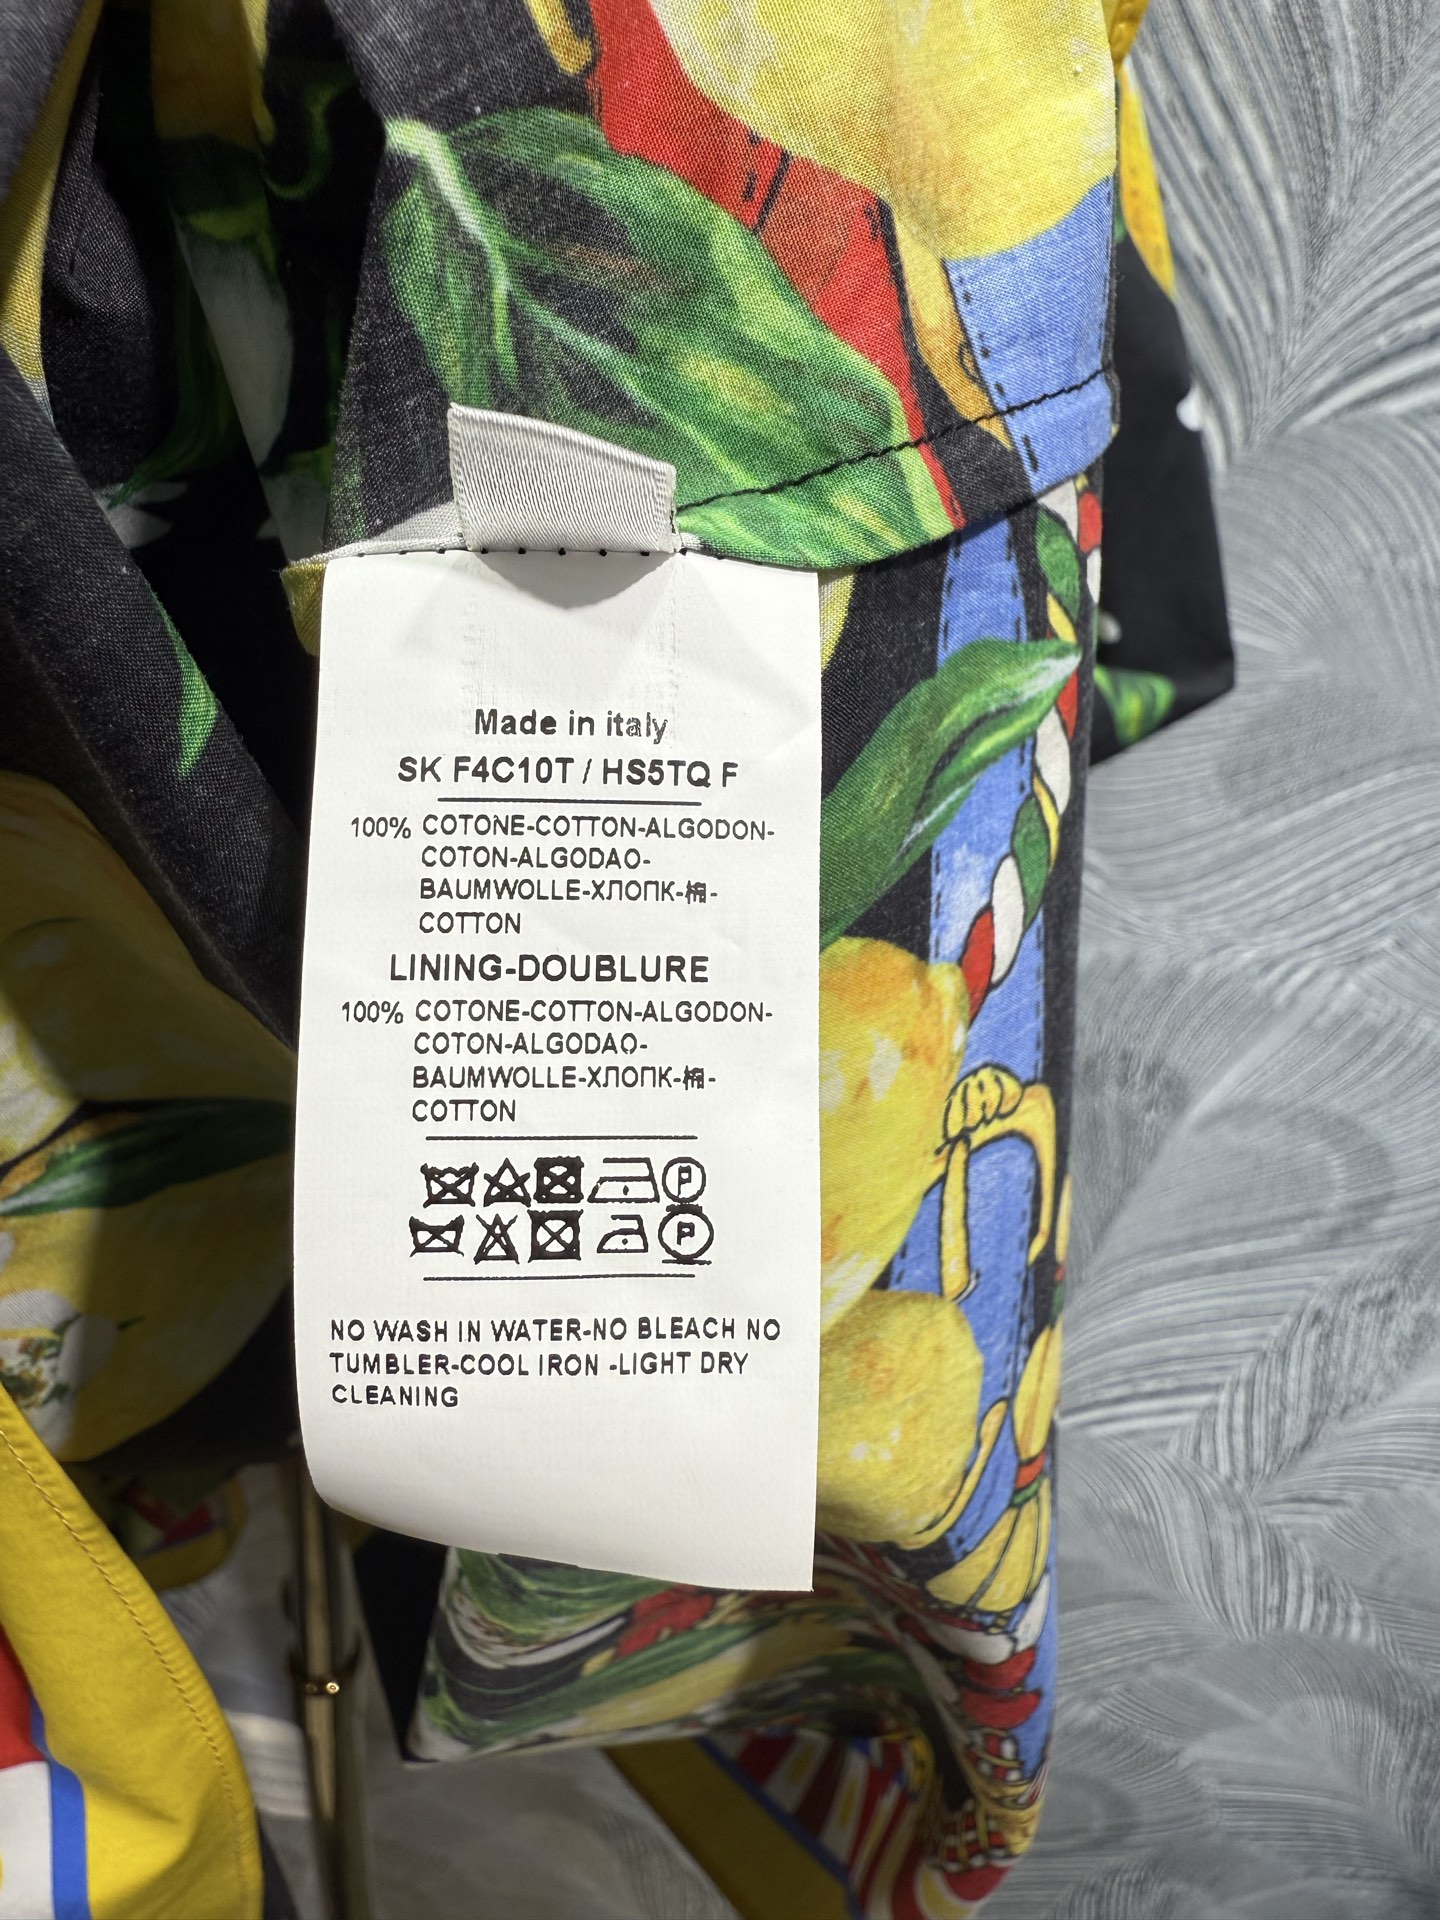 Made in italy
SK F4C10T / HS5TQ F
100% COTONE-COTTON-ALGODON-
COTON-ALGODAO-
BAUMWOLLE-ХЛОПК-棉-
COTTON
LINING-DOUBLURE
100% COTONE-COTTON-ALGODON-
COTON-ALGODAO-
BAUMWOLLE-ХЛОПК-棉-
COTTON
P
P
NO WASH IN WATER-NO BLEACH NO
TUMBLER-COOL IRON -LIGHT DRY
CLEANING